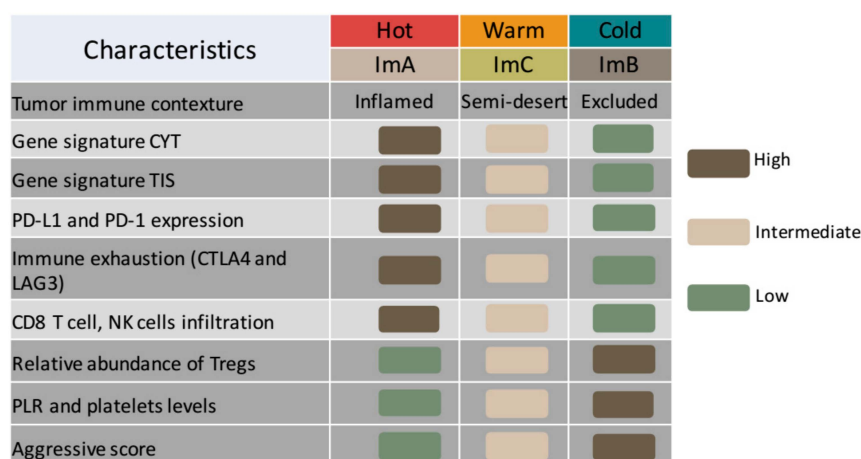 Characteristics Hot Warm Cold
ImA ImC ImB
Tumor immune contexture Inflamed Semi-desert Excluded
Gene signature CYT
Gene signature TIS
PD-L1 and PD-1 expression
Immune exhaustion (CTLA4 and
LAG3)
CD8 T cell, NK cells infiltration
Relative abundance of Tregs
PLR and platelets levels
Aggressive score
High
Intermediate
Low